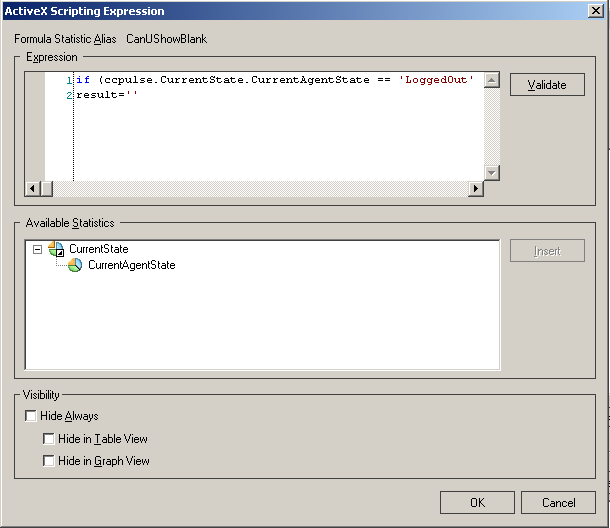 ActiveX Scripting Expression
Formula Statistic Alias CanUShowBlank
Expression
1 if (ccpulse.CurrentState.CurrentAgentState == 'LoggedOut'
2 result=''
Validate
Available Statistics
CurrentState
CurrentAgentState
Insert
Visibility
Hide Always
Hide in Table View
Hide in Graph View
OK Cancel